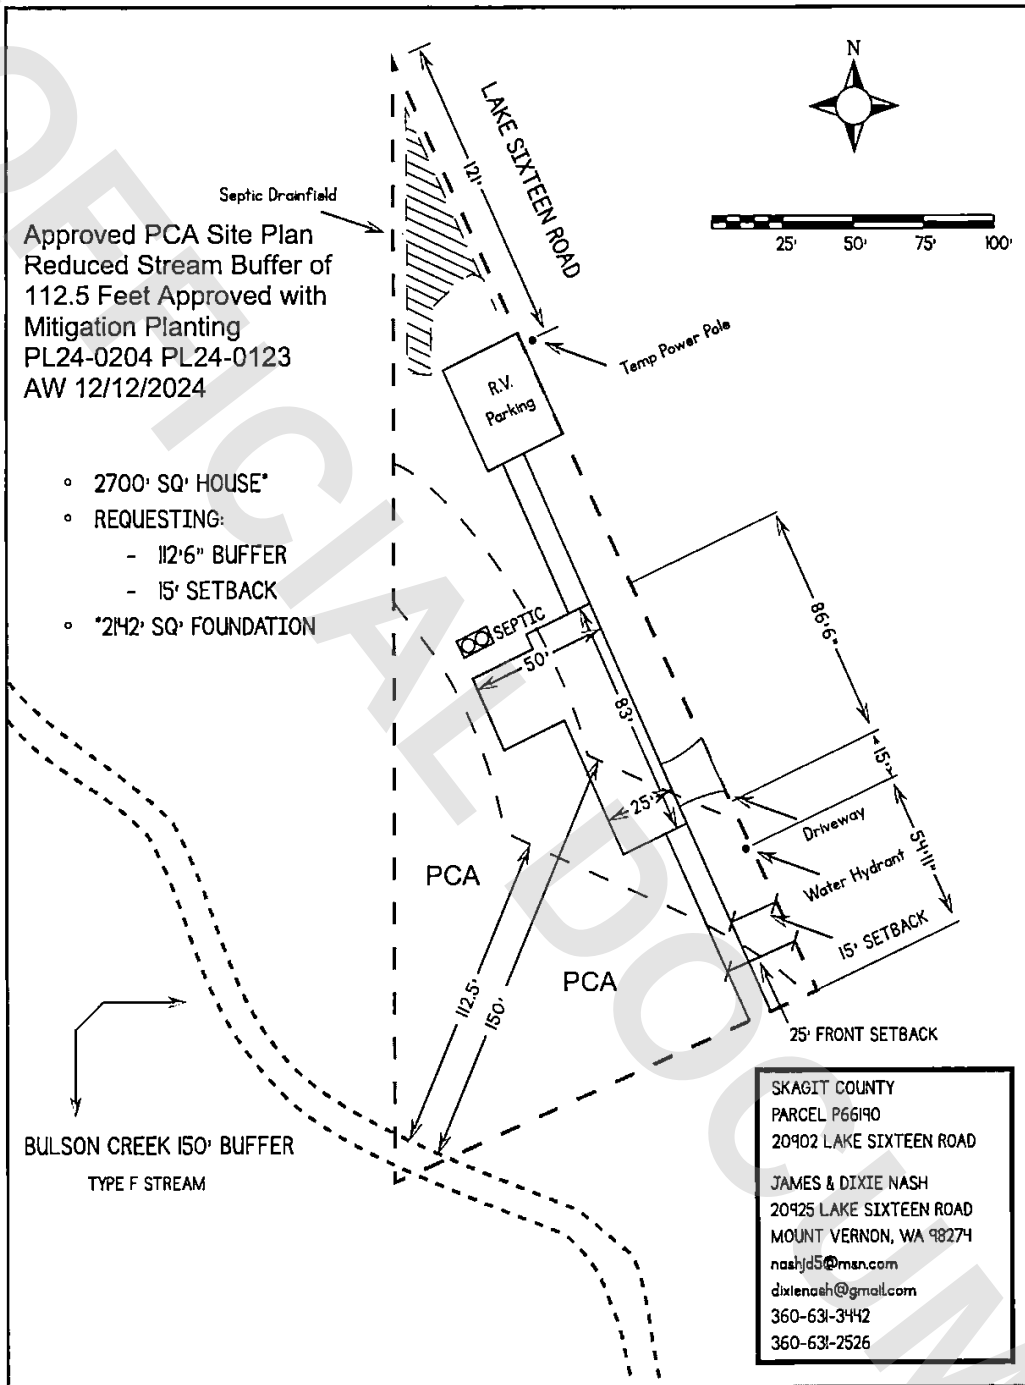 N
LAKE SIXTEEN ROAD
121'
25' 50' 75' 100'
Septic Drainfield
Approved PCA Site Plan
Reduced Stream Buffer of
112.5 Feet Approved with
Mitigation Planting
PL24-0204 PL24-0123
AW 12/12/2024
Temp Power Pole
R.V.
Parking
° 2700' SQ' HOUSE*
° REQUESTING:
- 112'6" BUFFER
- 15' SETBACK
° *2142' SQ' FOUNDATION
SEPTIC
50'
83'
86'6"
15'
25'
54'11"
Driveway
Water Hydrant
15' SETBACK
PCA
PCA
112.5'
150'
25' FRONT SETBACK
BULSON CREEK 150' BUFFER
TYPE F STREAM
SKAGIT COUNTY
PARCEL P66190
20902 LAKE SIXTEEN ROAD
JAMES & DIXIE NASH
20925 LAKE SIXTEEN ROAD
MOUNT VERNON, WA 98274
nashjd5@msn.com
dixienash@gmail.com
360-631-3442
360-631-2526
OFFICIAL DOCUM